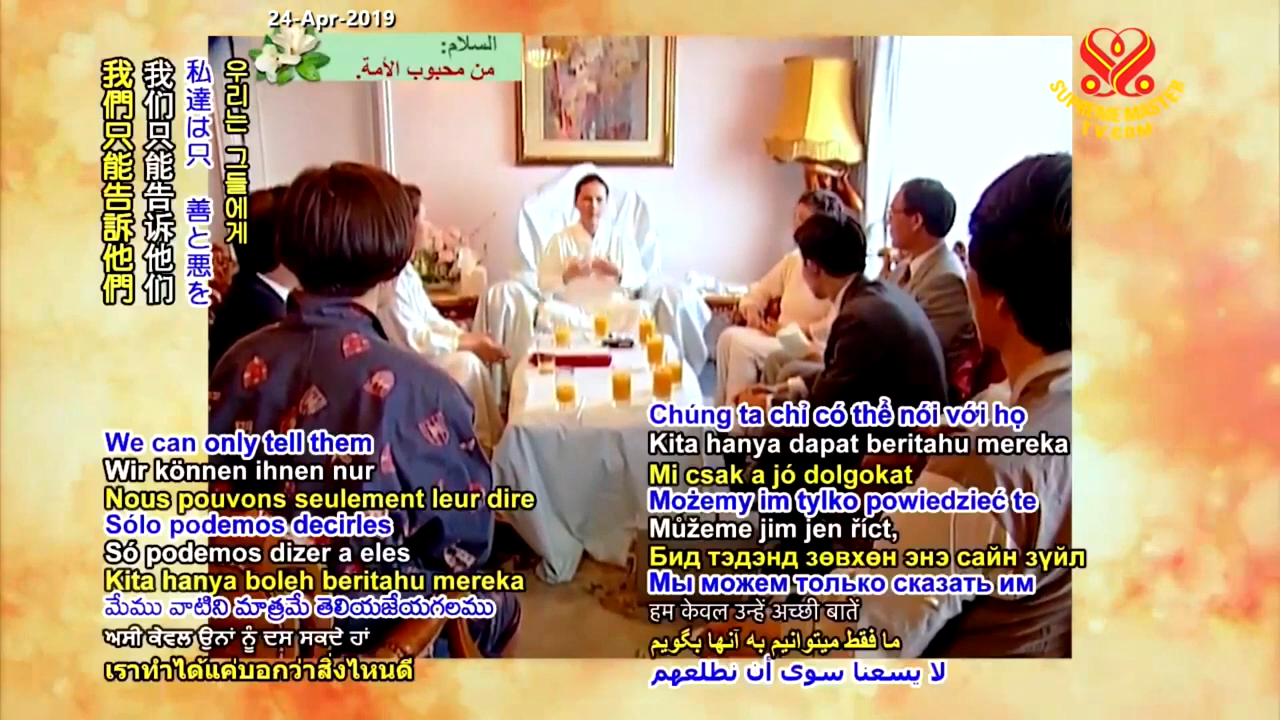 24-Apr-2019
السلام:
من محبوب الأمة.
SUPREME MASTER
TV.COM
우리는 그들에게
私達は只 善と悪を
我们只能告诉他们
我們只能告訴他們
We can only tell them
Wir können ihnen nur
Nous pouvons seulement leur dire
Sólo podemos decirles
Só podemos dizer a eles
Kita hanya boleh beritahu mereka
మేము వాటిని మాత్రమే తెలియజేయగలము
ਅਸੀ ਕੇਵਲ ਉਨਾਂ ਨੂੰ ਦਸ ਸਕਦੇ ਹਾਂ
เราทำได้แค่บอกว่าสิ่งไหนดี
Chúng ta chỉ có thể nói với họ
Kita hanya dapat beritahu mereka
Mi csak a jó dolgokat
Możemy im tylko powiedzieć te
Můžeme jim jen říct,
Бид тэдэнд зөвхөн энэ сайн зүйл
Мы можем только сказать им
हम केवल उन्हें अच्छी बातें
ما فقط میتوانیم به آنها بگویم
لا يسعنا سوى أن نطلعهم